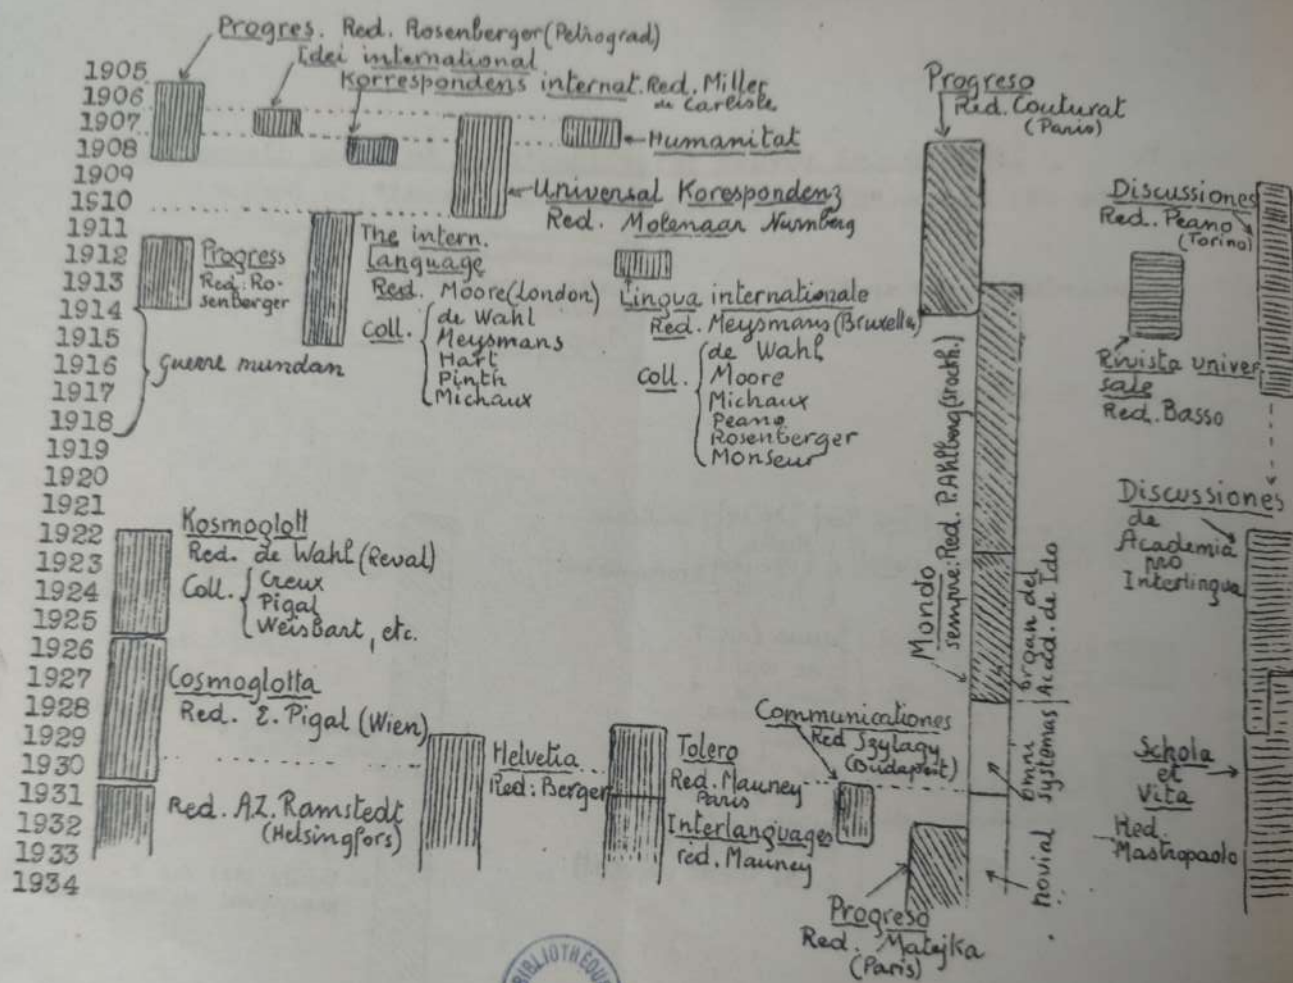 Progres. Red. Rosenberger (Petrograd)
Idei international
Korrespondens internat. Red. Miller
de Carliste
Humanitat
Universal Korespondenz
Red. Molenaar Nurnberg
Progreso
Red. Couturat
(Paris)
Discussiones
Red. Peano
(Torino)
1905
1906
1907
1908
1909
1910
1911
1912
1913
1914
1915
1916
1917
1918
1919
1920
1921
1922
1923
1924
1925
1926
1927
1928
1929
1930
1931
1932
1933
1934
Progress
Red: Ro-
senberger
Guerre mundan
The intern.
Language
Red. Moore (London)
Coll.
de Wahl
Meysmans
Hart
Pinth
Michaux
Lingua internationale
Red. Meysmans (Bruxelles)
Coll.
de Wahl
Moore
Michaux
Peano
Rosenberger
Monseur
Rivista univer
sale
Red. Basso
Mondo
sempre: Red. P. Ahlberg (Stockh.)
organ del
Acad. de Ido
omni
systemas
novial
Discussiones
de
Academia
pro
Interlingua
Kosmoglott
Red. de Wahl (Reval)
Coll.
Creux
Pigal
Weisbart, etc.
Cosmoglotta
Red. E. Pigal (Wien)
Red. A.Z. Ramstedt
(Helsingfors)
Helvetia
Red: Berger
Tolero
Red. Mauney
Paris
Interlanguages
red. Mauney
Communicationes
Red Szylagy
(Budapest)
Progreso
Red. Matejka
(Paris)
Schola
et
Vita
Red.
Mastropaolo
BIBLIOTHÈQUE